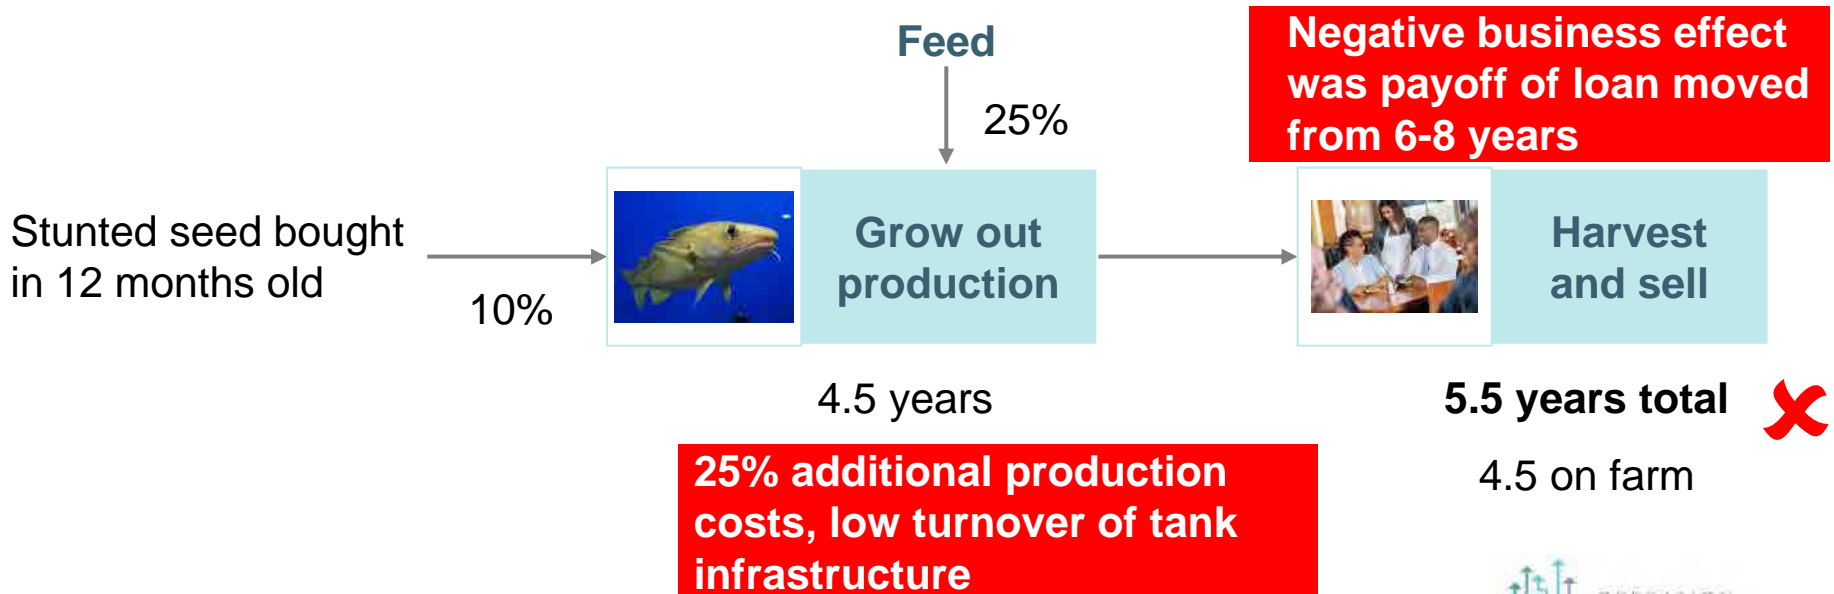 Feed
25%
Negative business effect
was payoff of loan moved
from 6-8 years
Stunted seed bought
in 12 months old
10%
Grow out
production
Harvest
and sell
4.5 years
5.5 years total
4.5 on farm
25% additional production
costs, low turnover of tank
infrastructure